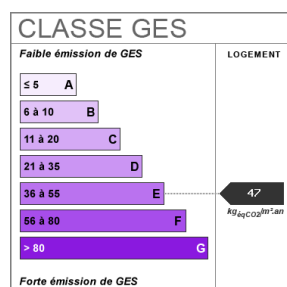 CLASSE GES
Faible émission de GES
LOGEMENT
≤ 5 A
6 à 10 B
11 à 20 C
21 à 35 D
36 à 55 E
47
kgéqCO2/m².an
56 à 80 F
> 80 G
Forte émission de GES